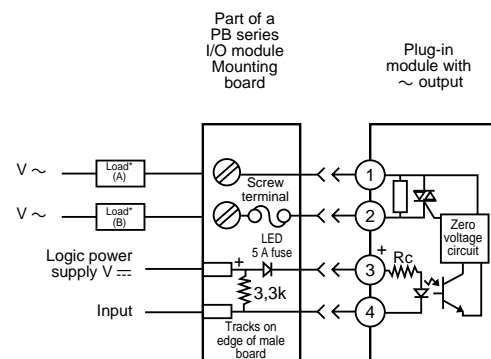 Part of a
PB series
I/O module
Mounting
board
Plug-in
module with
∼ output
V ∼
Load*
(A)
1
V ∼
Load*
(B)
Screw
terminal
2
Zero
voltage
circuit
LED
5 A fuse
Logic power
supply V ⎓
+
3
+
Rc
3,3k
Input
4
Tracks on
edge of male
board